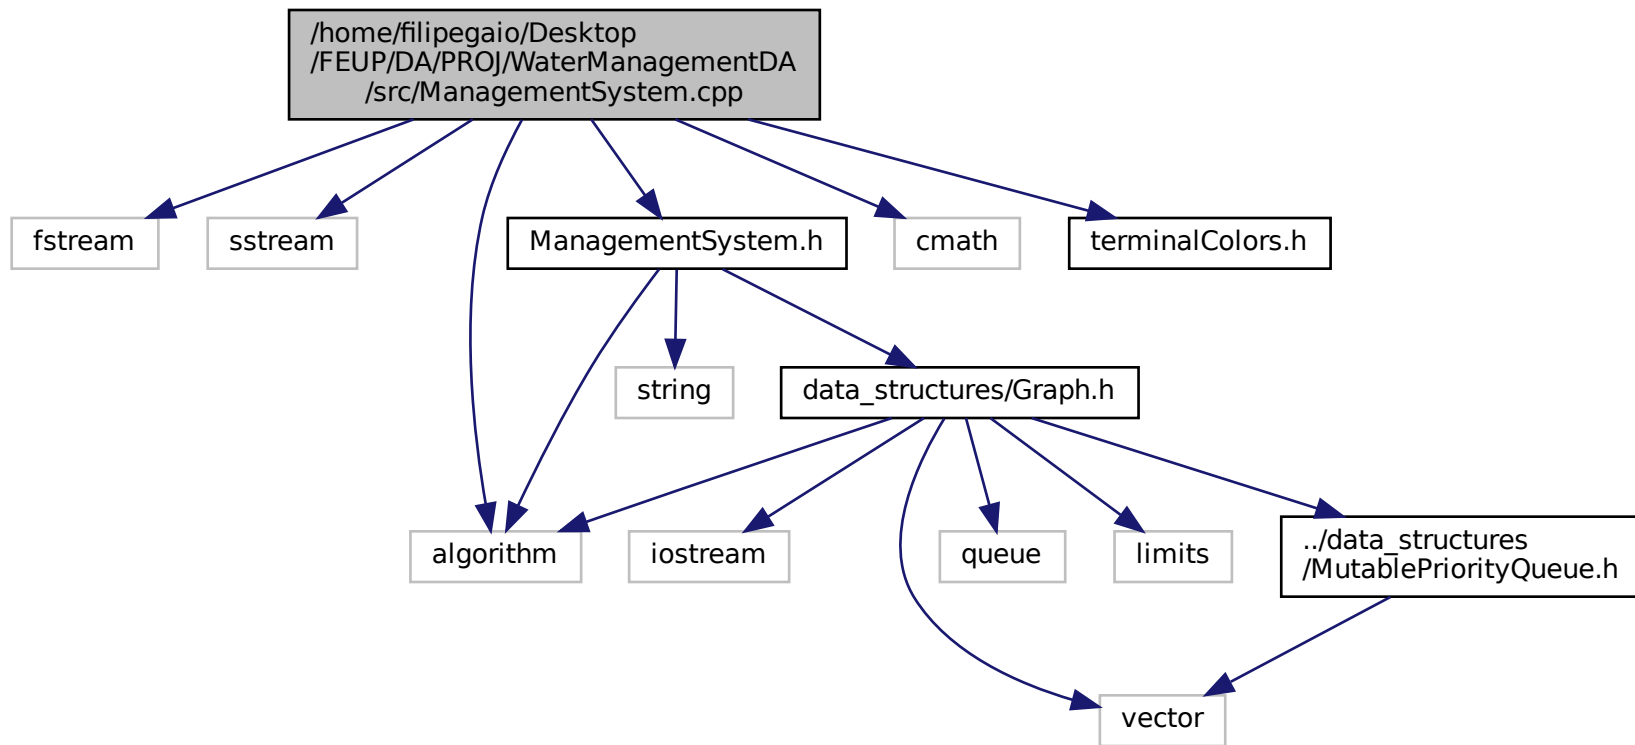 /home/filipegaio/Desktop
/FEUP/DA/PROJ/WaterManagementDA
/src/ManagementSystem.cpp
fstream
sstream
ManagementSystem.h
cmath
terminalColors.h
string
data_structures/Graph.h
algorithm
iostream
queue
limits
../data_structures
/MutablePriorityQueue.h
vector